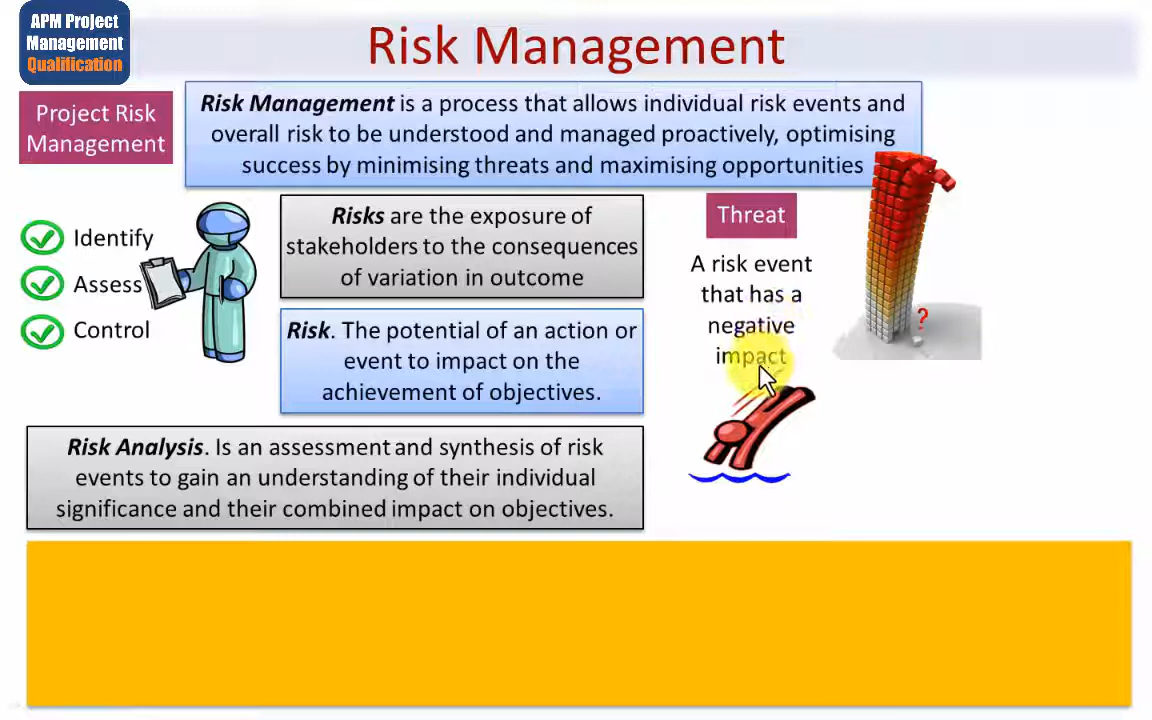 APM Project
Management
Qualification
Risk Management
Project Risk
Management
Risk Management is a process that allows individual risk events and
overall risk to be understood and managed proactively, optimising
success by minimising threats and maximising opportunities
Identify
Assess
Control
Risks are the exposure of
stakeholders to the consequences
of variation in outcome
Risk. The potential of an action or
event to impact on the
achievement of objectives.
Risk Analysis. Is an assessment and synthesis of risk
events to gain an understanding of their individual
significance and their combined impact on objectives.
Threat
A risk event
that has a
negative
impact
?